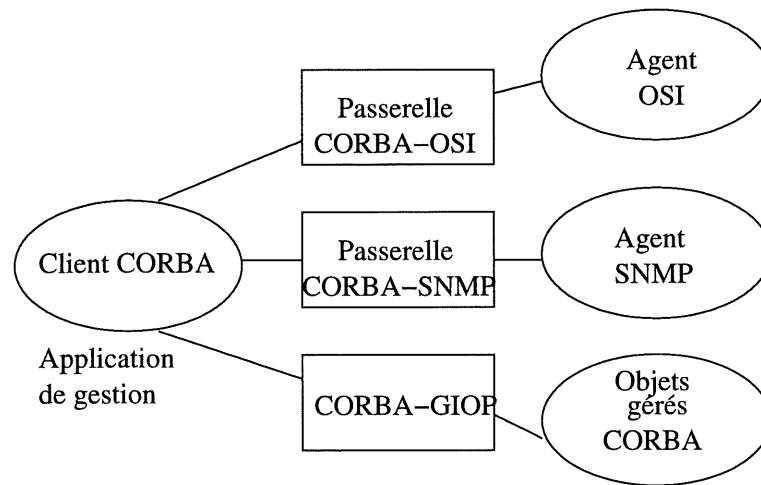 Agent
OSI
Passerelle
CORBA−OSI
Client CORBA
Passerelle
CORBA−SNMP
Agent
SNMP
Application
de gestion
CORBA−GIOP
Objets
gérés
CORBA